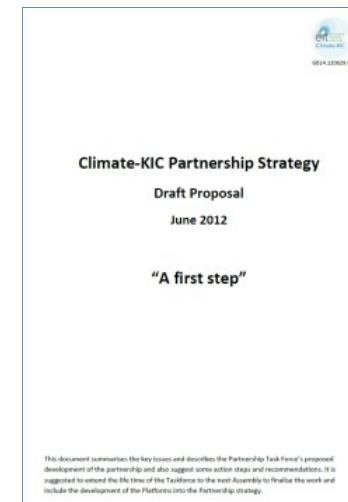 Climate-KIC
Climate-KIC Partnership Strategy
Draft Proposal
June 2012
“A first step”
This document summarises the key issues and describes the Partnership Task Force's proposed
development of the partnership and also suggest some action steps and recommendations. It is
suggested to extend the life time of the Taskforce to the next Assembly to finalise the work and
include the development of the Platforms into the Partnership strategy.